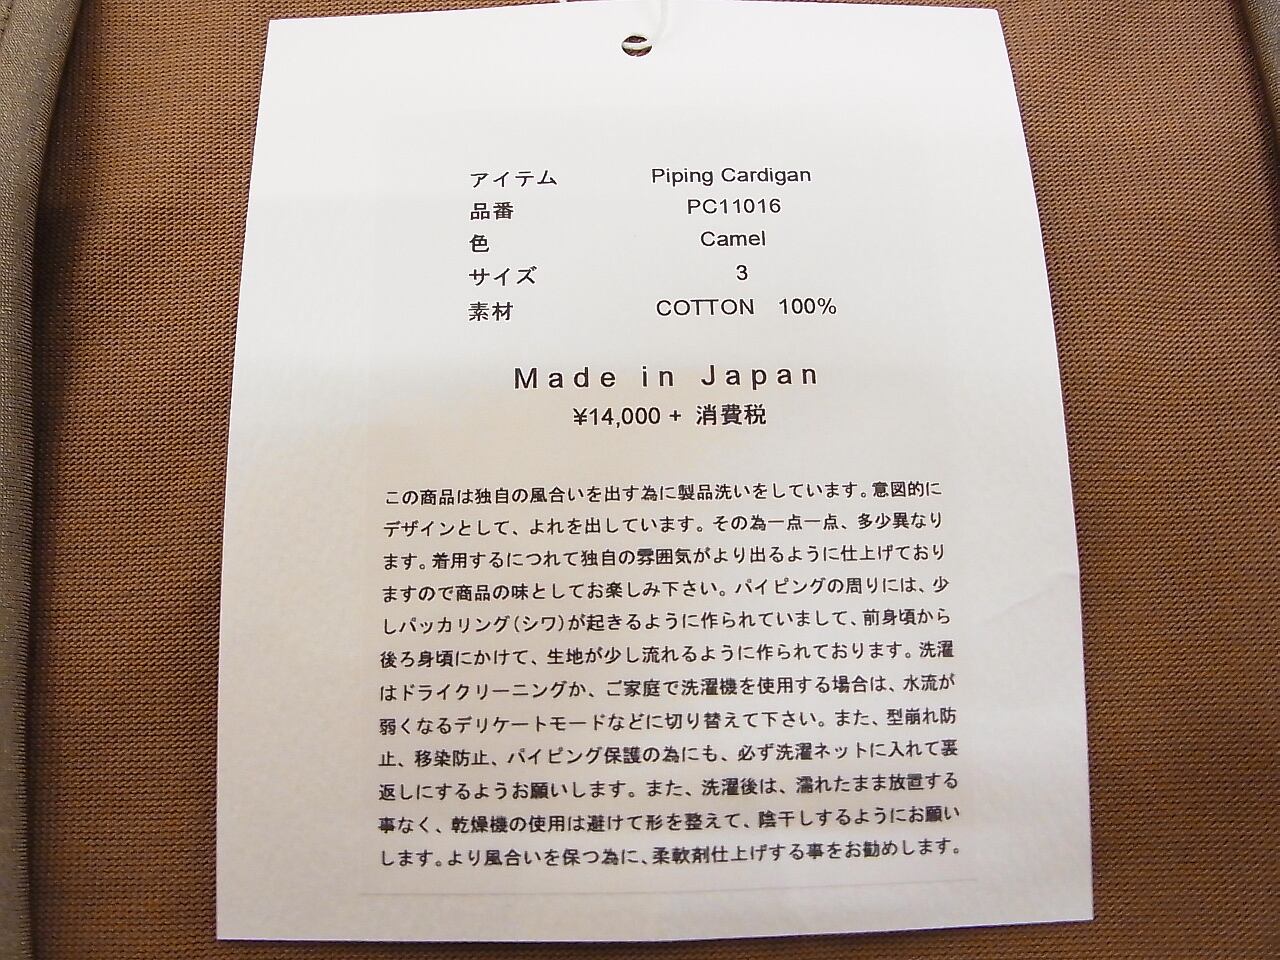 アイテム Piping Cardigan
品番 PC11016
色 Camel
サイズ 3
素材 COTTON 100%
Made in Japan
¥14,000 + 消費税
この商品は独自の風合いを出す為に製品洗いをしています。意図的に
デザインとして、よれを出しています。その為一点一点、多少異なり
ます。着用するにつれて独自の雰囲気がより出るように仕上げており
ますので商品の味としてお楽しみ下さい。パイピングの周りには、少
しパッカリング(シワ)が起きるように作られていまして、前身頃から
後ろ身頃にかけて、生地が少し流れるように作られております。洗濯
はドライクリーニングか、ご家庭で洗濯機を使用する場合は、水流が
弱くなるデリケートモードなどに切り替えて下さい。また、型崩れ防
止、移染防止、パイピング保護の為にも、必ず洗濯ネットに入れて裏
返しにするようお願いします。また、洗濯後は、濡れたまま放置する
事なく、乾燥機の使用は避けて形を整えて、陰干しするようにお願い
します。より風合いを保つ為に、柔軟剤仕上げする事をお勧めします。